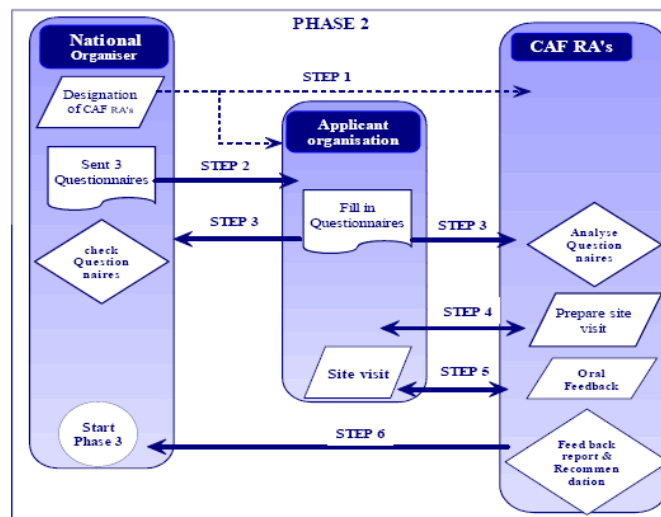 PHASE 2
National
Organiser
CAF RA's
STEP 1
Designation
of CAF RA's
Applicant
organisation
Sent 3
Questionnaires
STEP 2
Fill in
Questionnaires
STEP 3
STEP 3
check
Question
naires
Analyse
Question
naires
STEP 4
Prepare site
visit
Site visit
STEP 5
Oral
Feedback
Start
Phase 3
STEP 6
Feed back
report &
Recommen
dation